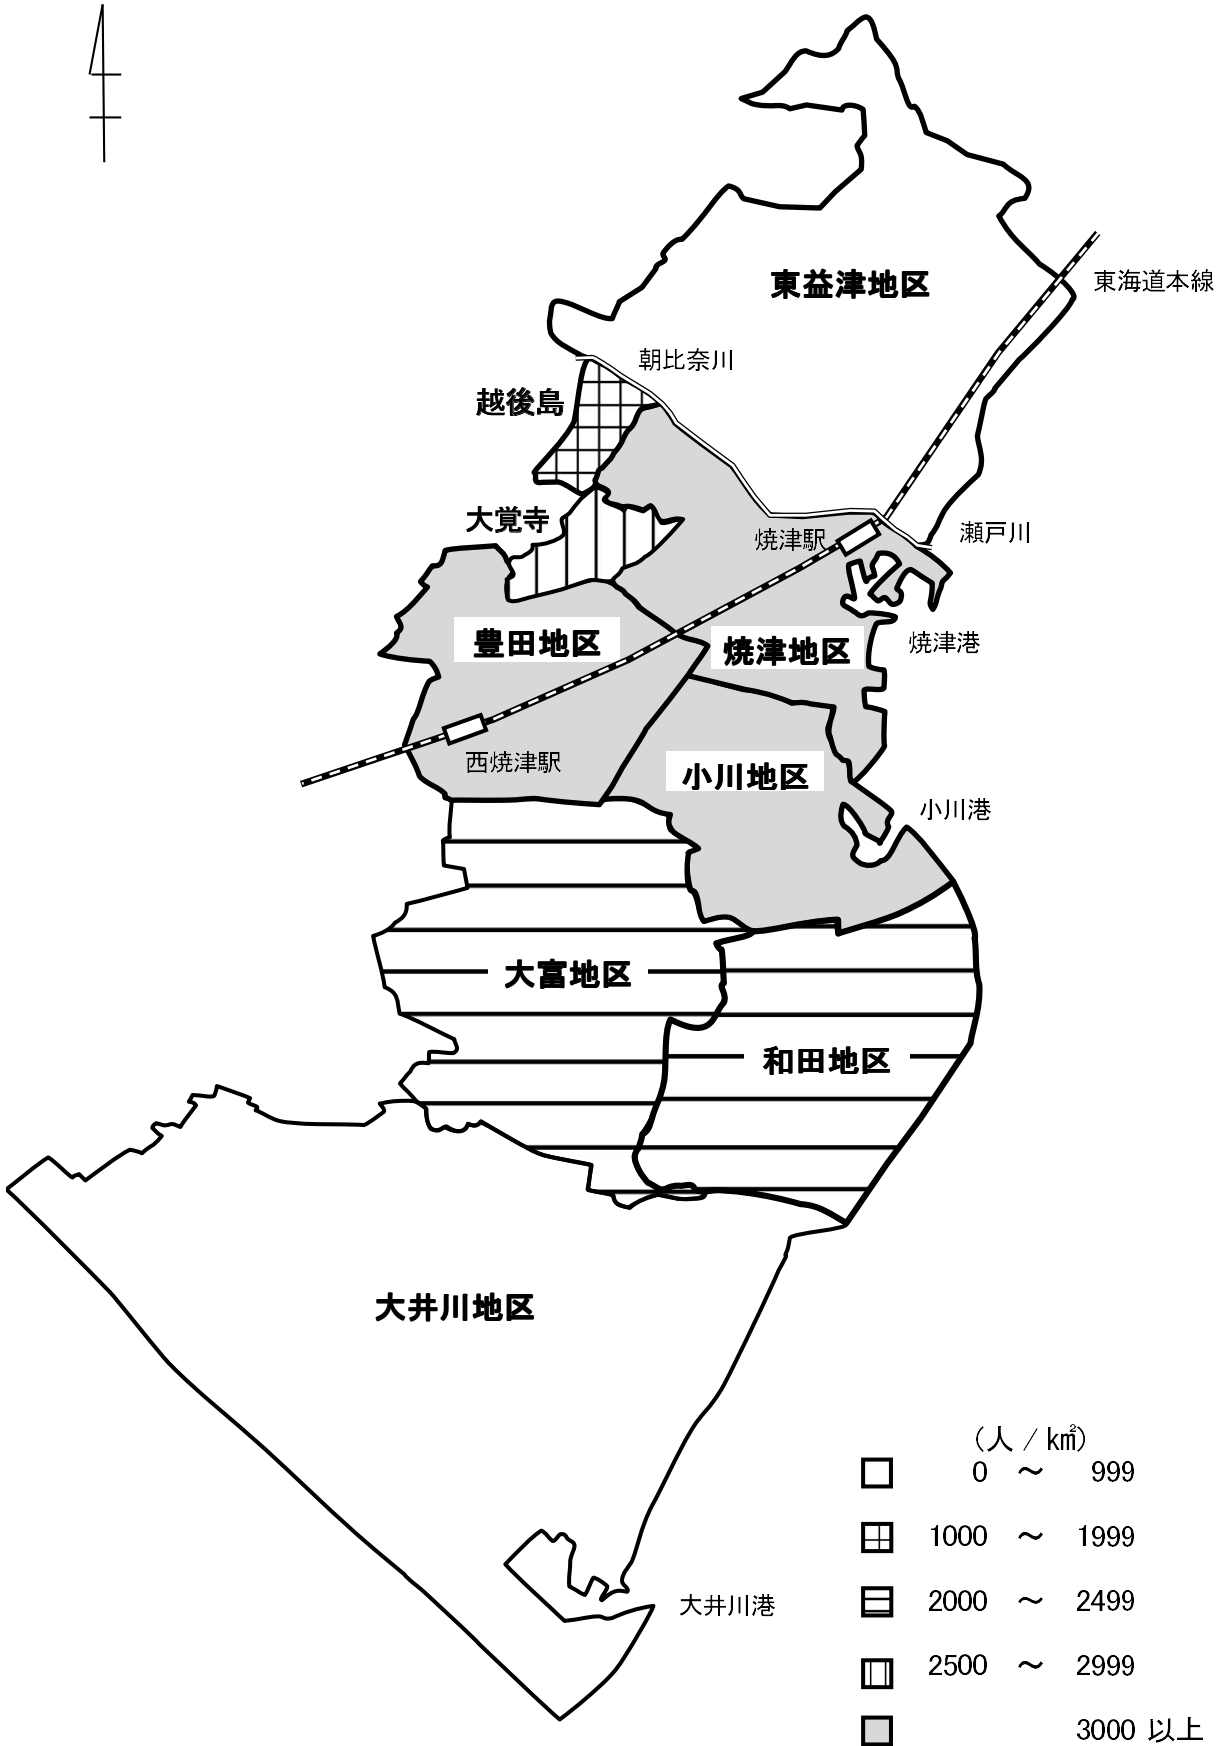 東益津地区
東海道本線
朝比奈川
越後島
大覚寺
焼津駅
瀬戸川
豊田地区
焼津地区
焼津港
西焼津駅
小川地区
小川港
大富地区
和田地区
大井川地区
大井川港
（人／k㎡）
0 ～ 999
1000 ～ 1999
2000 ～ 2499
2500 ～ 2999
3000 以上